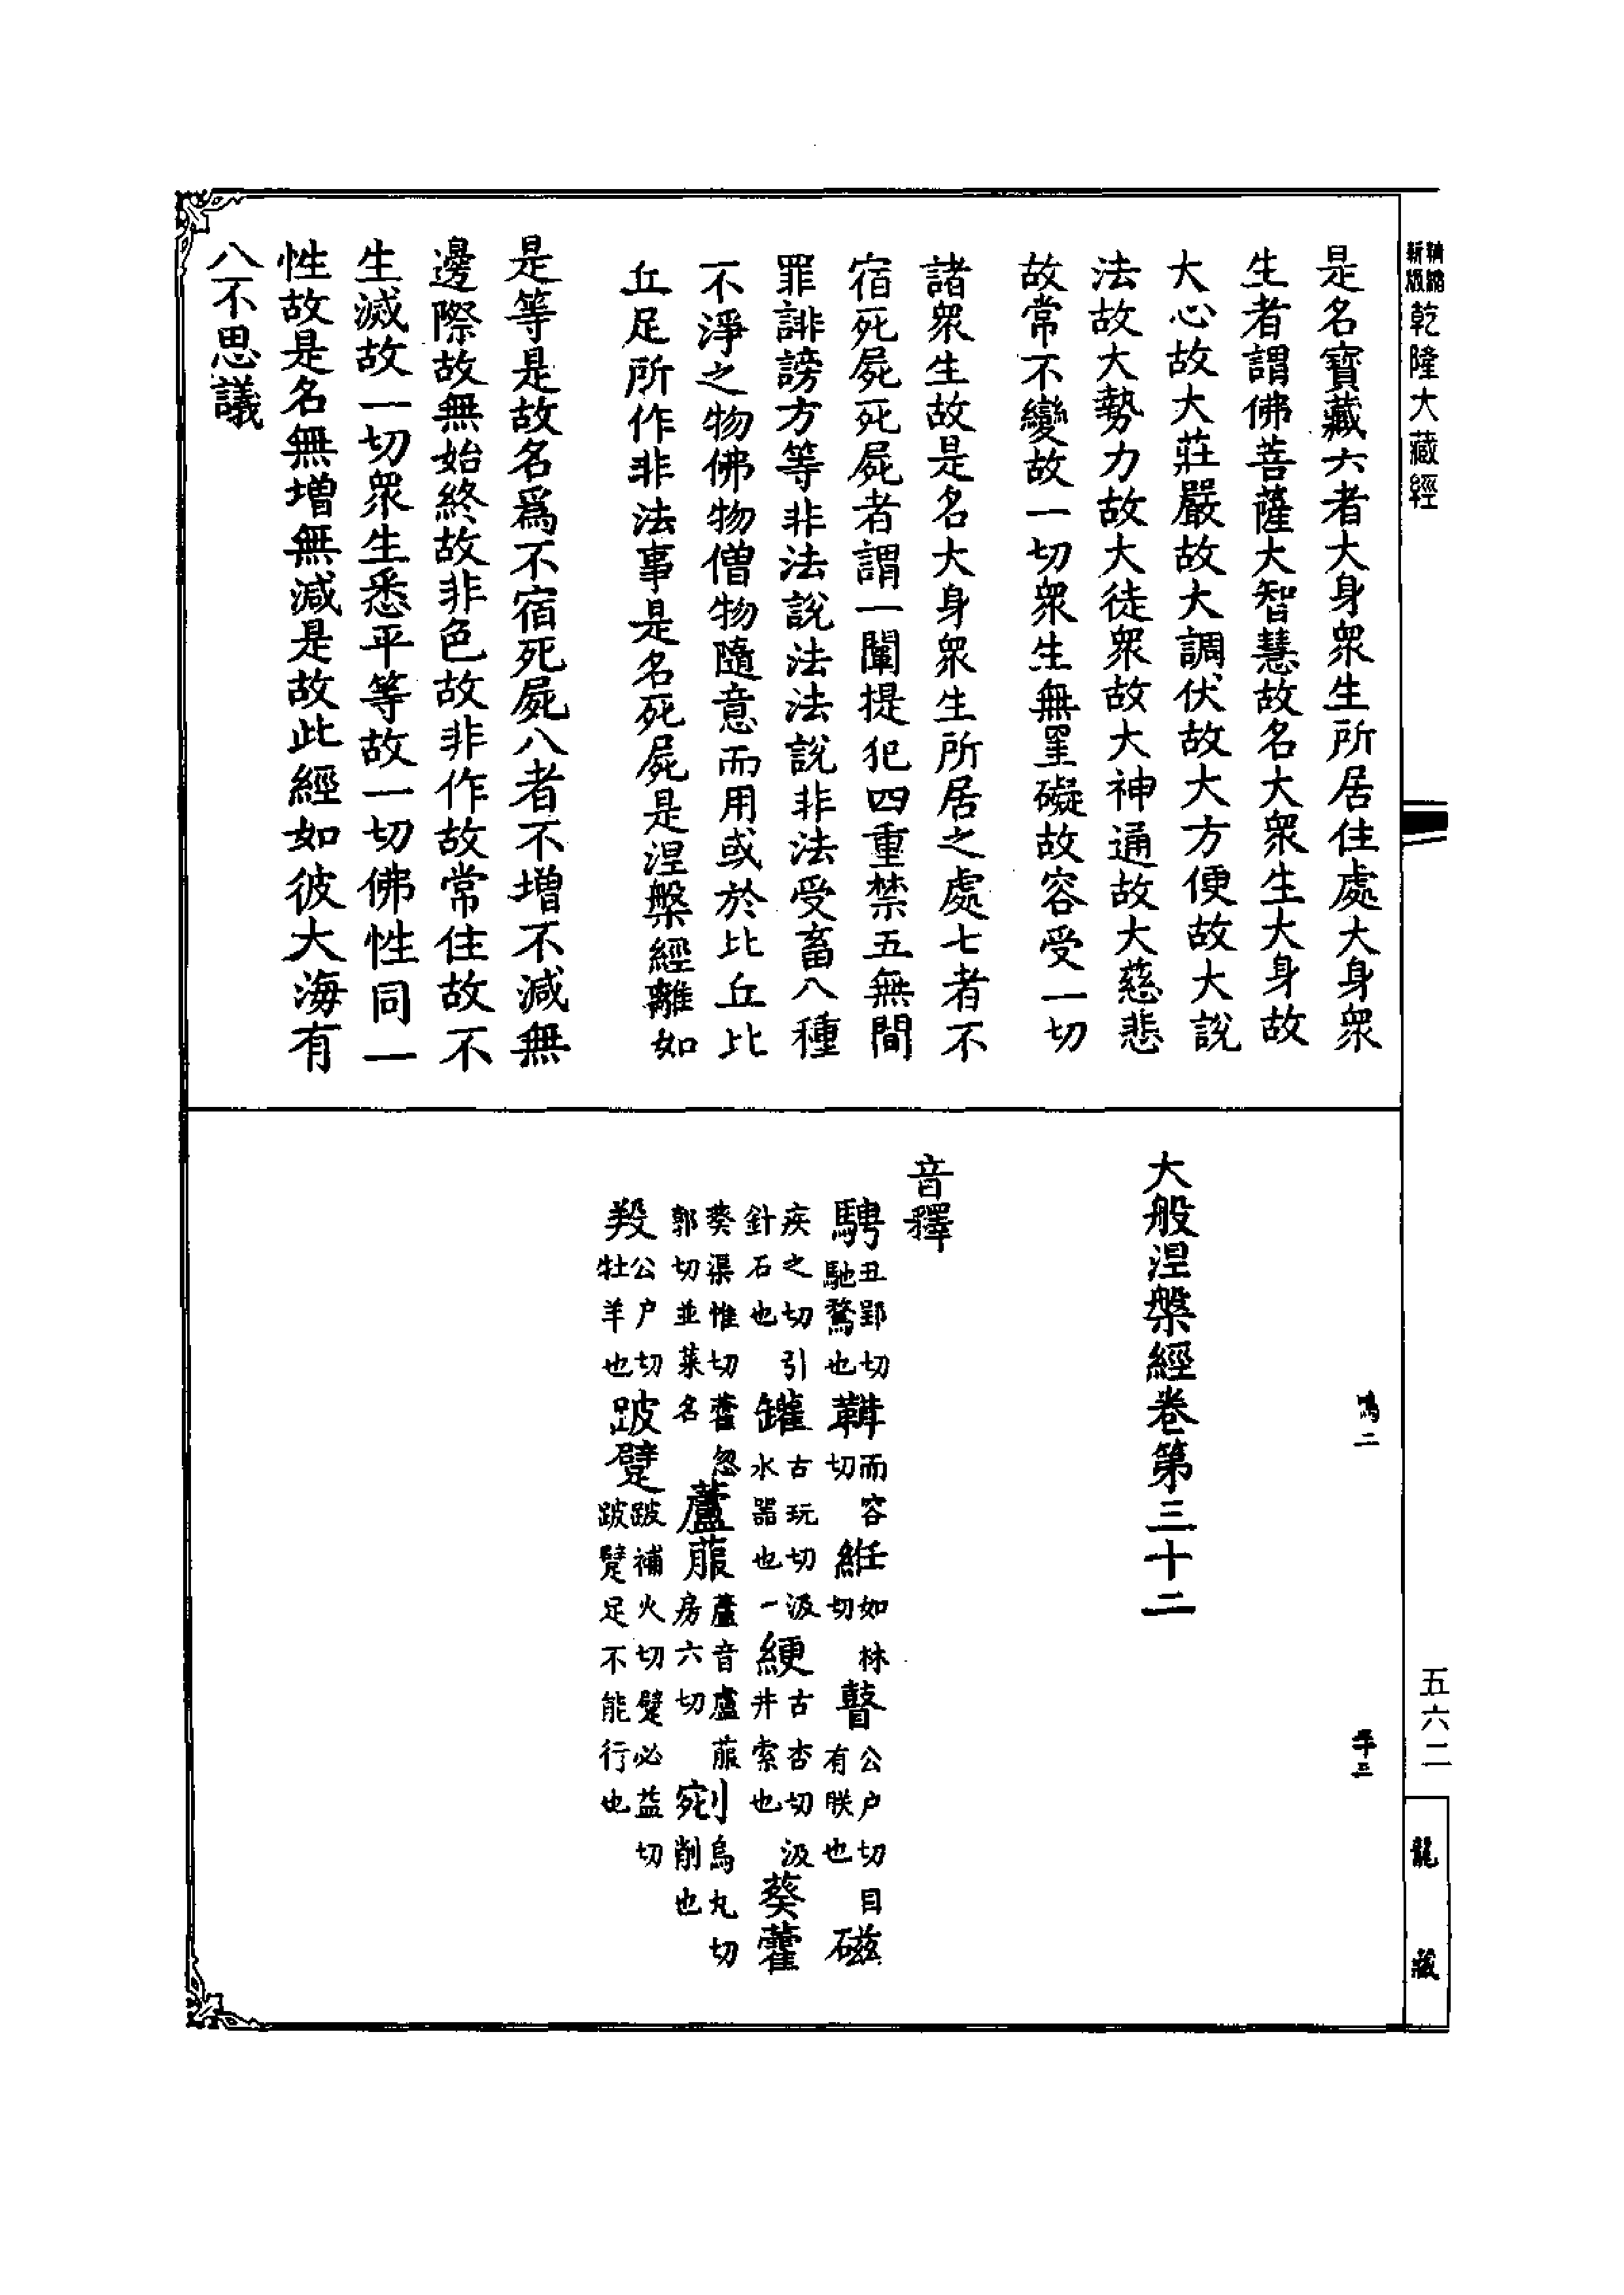 精縮新版乾隆大藏經
是名寶藏六者大身衆生所居住處大身衆
生者謂佛菩薩大智慧故名大衆生大身故
大心故大莊嚴故大調伏故大方便故大說
法故大勢力故大徒衆故大神通故大慈悲
故常不變故一切衆生無罣礙故容受一切
諸衆生故是名大身衆生所居之處七者不
宿死屍死屍者謂一闡提犯四重禁五無間
罪誹謗方等非法說法法說非法受畜八種
不淨之物佛物僧物隨意而用或於比丘比
丘尼所作非法事是名死屍是涅槃經離如
是等是故名爲不宿死屍八者不增不減無
邊際故無始終故非色故非作故常住故不
生滅故一切衆生悉平等故一切佛性同一
性故是名無增無減是故此經如彼大海有
八不思議
鳴二
大般涅槃經卷第三十二
音釋
騁丑郢切馳騖也 䩸而容切 絍如林切 瞽公戶切目有眹也 磁
疾之切引針石也 罐古玩切汲水器也一 綆古杏切汲井索也 葵藿
葵渠惟切藿忽郭切並菜名 蘆菔蘆音盧菔房六切 剜烏丸切削也
羖公戶切牡羊也 跛躄跛補火切躄必益切跛躄足不能行也
五六二
龍藏